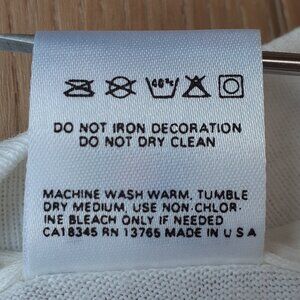 40°
DO NOT IRON DECORATION
DO NOT DRY CLEAN
MACHINE WASH WARM, TUMBLE
DRY MEDIUM, USE NON-CHLOR-
INE BLEACH ONLY IF NEEDED
CA18345 RN 13765 MADE IN U S A